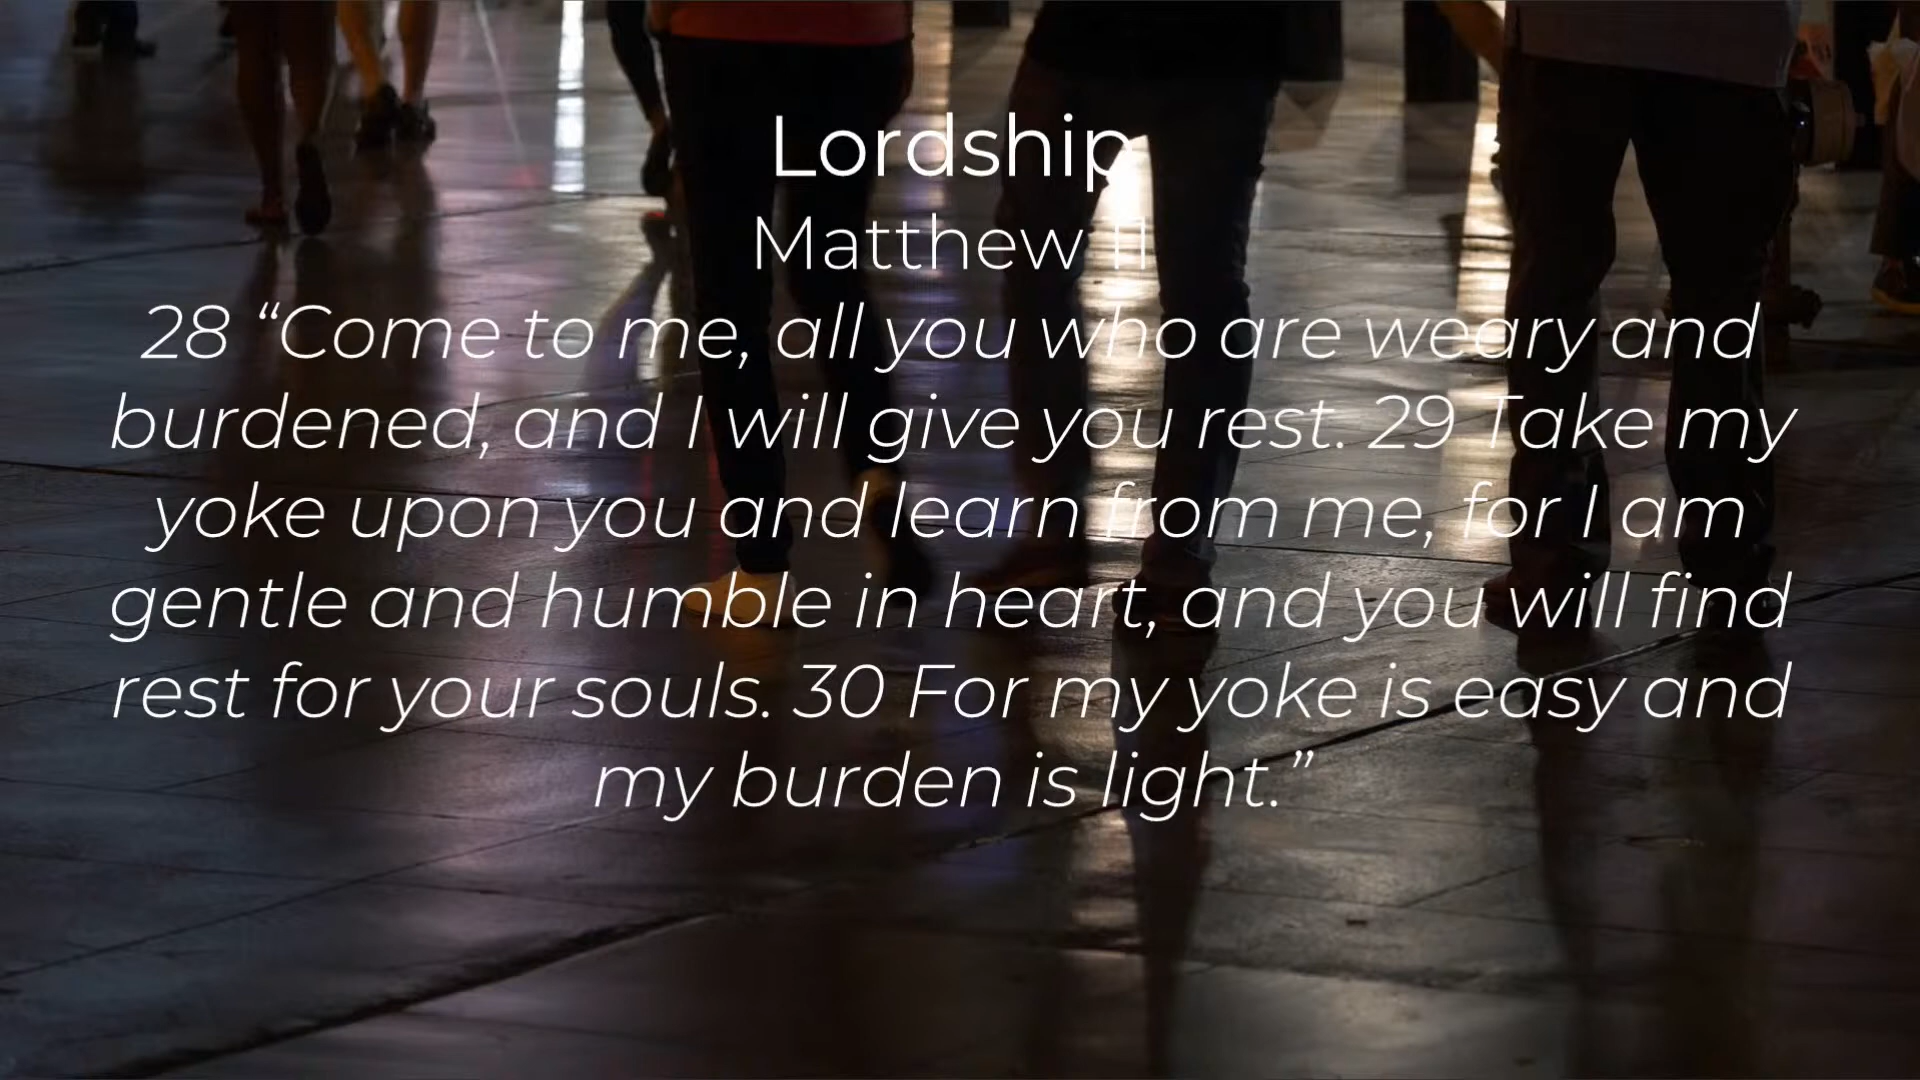 Lordship
Matthew 11
28 “Come to me, all you who are weary and
burdened, and I will give you rest. 29 Take my
yoke upon you and learn from me, for I am
gentle and humble in heart, and you will find
rest for your souls. 30 For my yoke is easy and
my burden is light.”